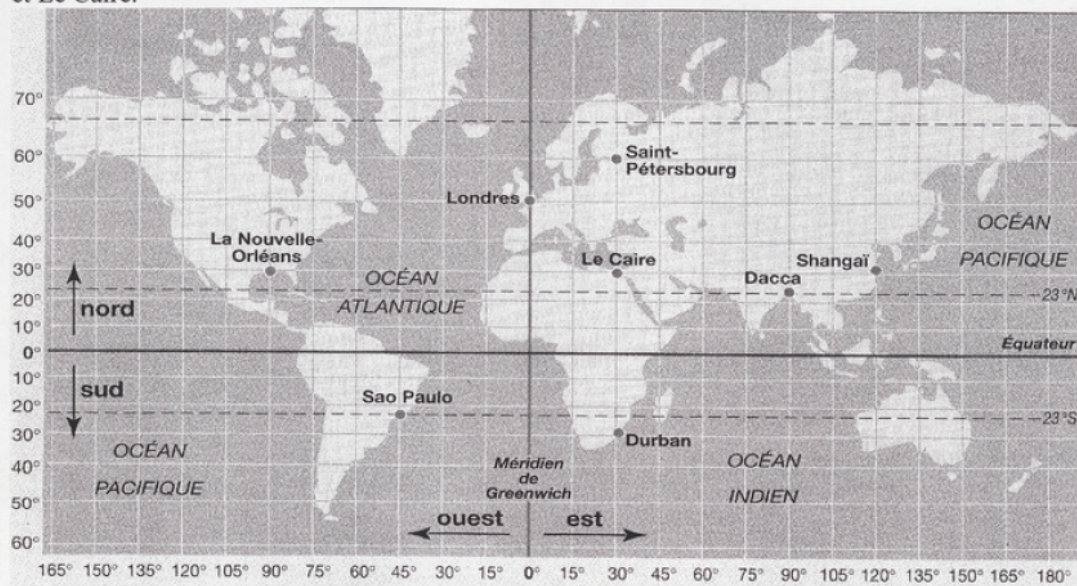 et Le Caire.
70°
60°
50°
40°
30°
20°
10°
0°
10°
20°
30°
40°
50°
60°
nord
sud
Saint-
Pétersbourg
Londres
La Nouvelle-
Orléans
OCÉAN
ATLANTIQUE
Le Caire
Dacca
Shangaï
OCÉAN
PACIFIQUE
23°N
Équateur
Sao Paulo
23°S
Durban
OCÉAN
PACIFIQUE
Méridien
de
Greenwich
OCÉAN
INDIEN
ouest
est
165° 150° 135° 120° 105° 90° 75° 60° 45° 30° 15° 0° 15° 30° 45° 60° 75° 90° 105° 120° 135° 150° 165° 180°